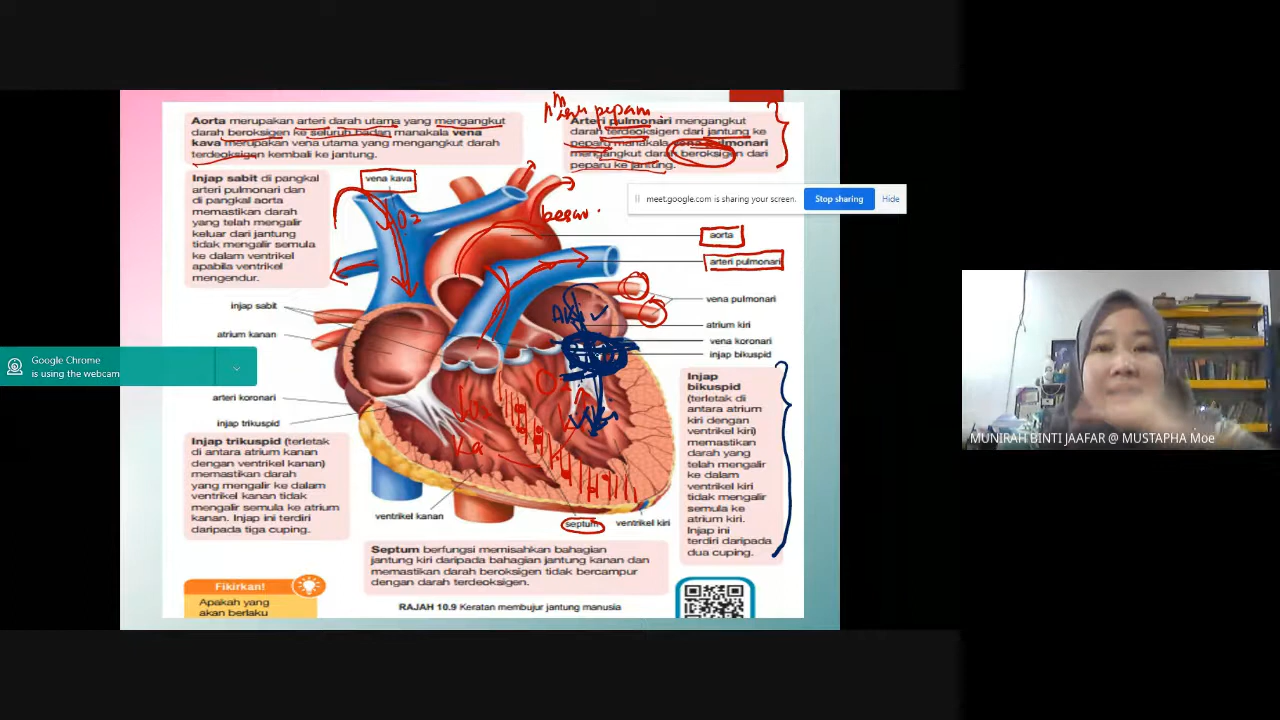 Aorta merupakan arteri darah utama yang mengangkut
darah beroksigen ke seluruh badan manakala vena
kava merupakan vena utama yang mengangkut darah
terdeoksigen kembali ke jantung.
pepam
Arteri pulmonari mengangkut
darah terdeoksigen dari jantung ke
peparu manakala vena pulmonari
mengangkut darah beroksigen dari
peparu ke jantung.
Injap sabit di pangkal
arteri pulmonari dan
di pangkal aorta
memastikan darah
yang telah mengalir
keluar dari jantung
tidak mengalir semula
ke dalam ventrikel
apabila ventrikel
mengendur.
vena kava
besar
meet.google.com is sharing your screen.
Stop sharing
Hide
aorta
arteri pulmonari
injap sabit
atrium kanan
vena pulmonari
atrium kiri
vena koronari
injap bikuspid
Google Chrome
is using the webcam
arteri koronari
injap trikuspid
Ka
Injap trikuspid (terletak
di antara atrium kanan
dengan ventrikel kanan)
memastikan darah
yang mengalir ke dalam
ventrikel kanan tidak
mengalir semula ke atrium
kanan. Injap ini terdiri
daripada tiga cuping.
Injap
bikuspid
(terletak di
antara atrium
kiri dengan
ventrikel kiri)
memastikan
darah yang
telah mengalir
ke dalam
ventrikel kiri
tidak mengalir
semula ke
atrium kiri.
Injap ini
terdiri daripada
dua cuping.
ventrikel kanan
septum
ventrikel kiri
Septum berfungsi memisahkan bahagian
jantung kiri daripada bahagian jantung kanan dan
memastikan darah beroksigen tidak bercampur
dengan darah terdeoksigen.
Fikirkan!
Apakah yang
akan berlaku
RAJAH 10.9 Keratan membujur jantung manusia
MUNIRAH BINTI JAAFAR @ MUSTAPHA Moe